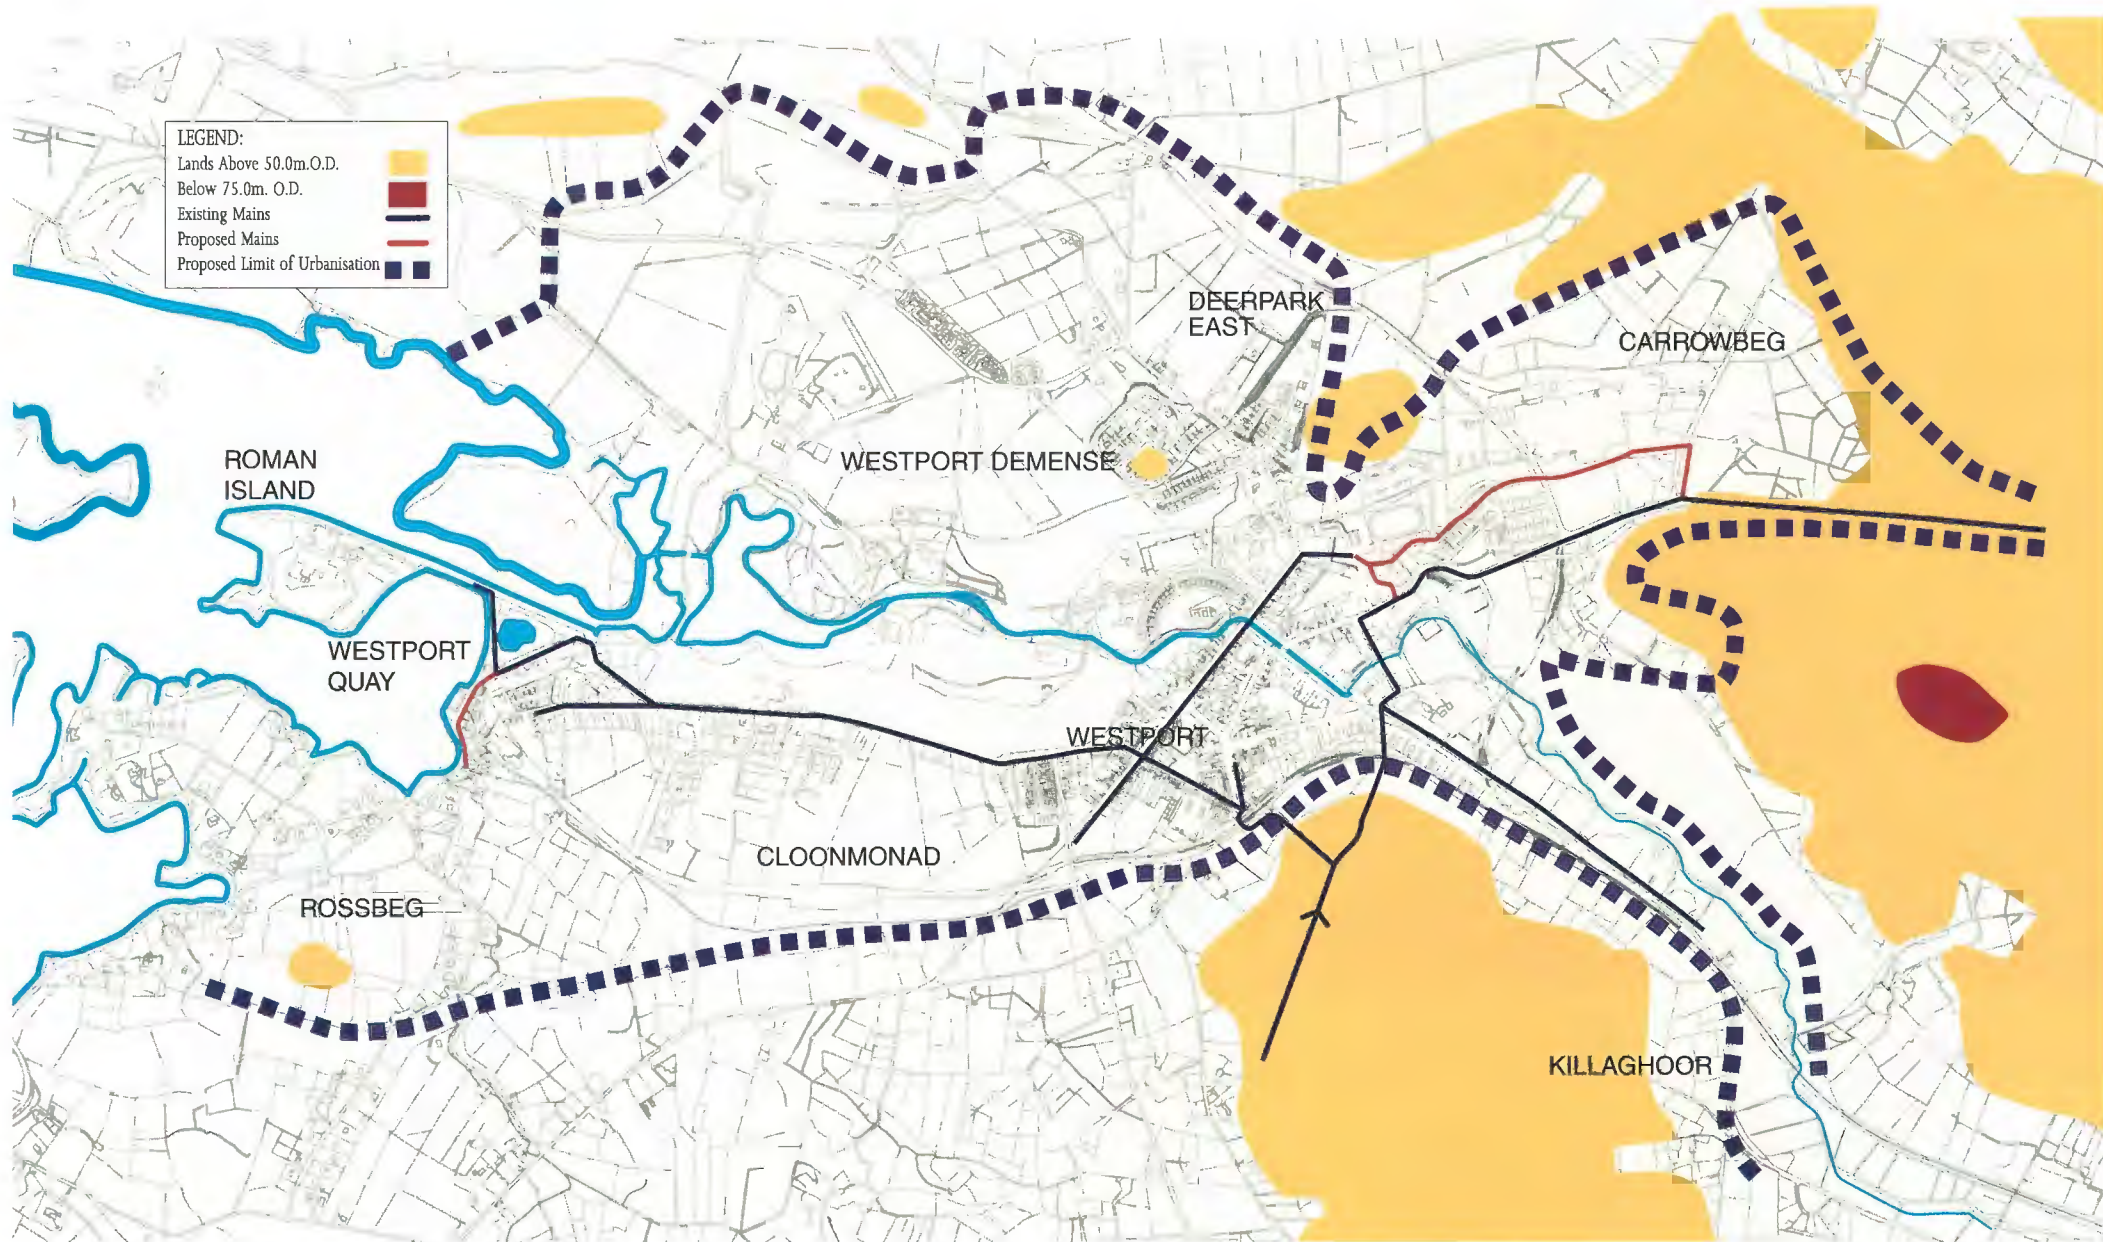 LEGEND:
Lands Above 50.0m.O.D.
Below 75.0m. O.D.
Existing Mains
Proposed Mains
Proposed Limit of Urbanisation
DEERPARK
EAST
CARROWBEG
ROMAN
ISLAND
WESTPORT DEMENSE
WESTPORT
QUAY
WESTPORT
CLOONMONAD
ROSSBEG
KILLAGHOOR